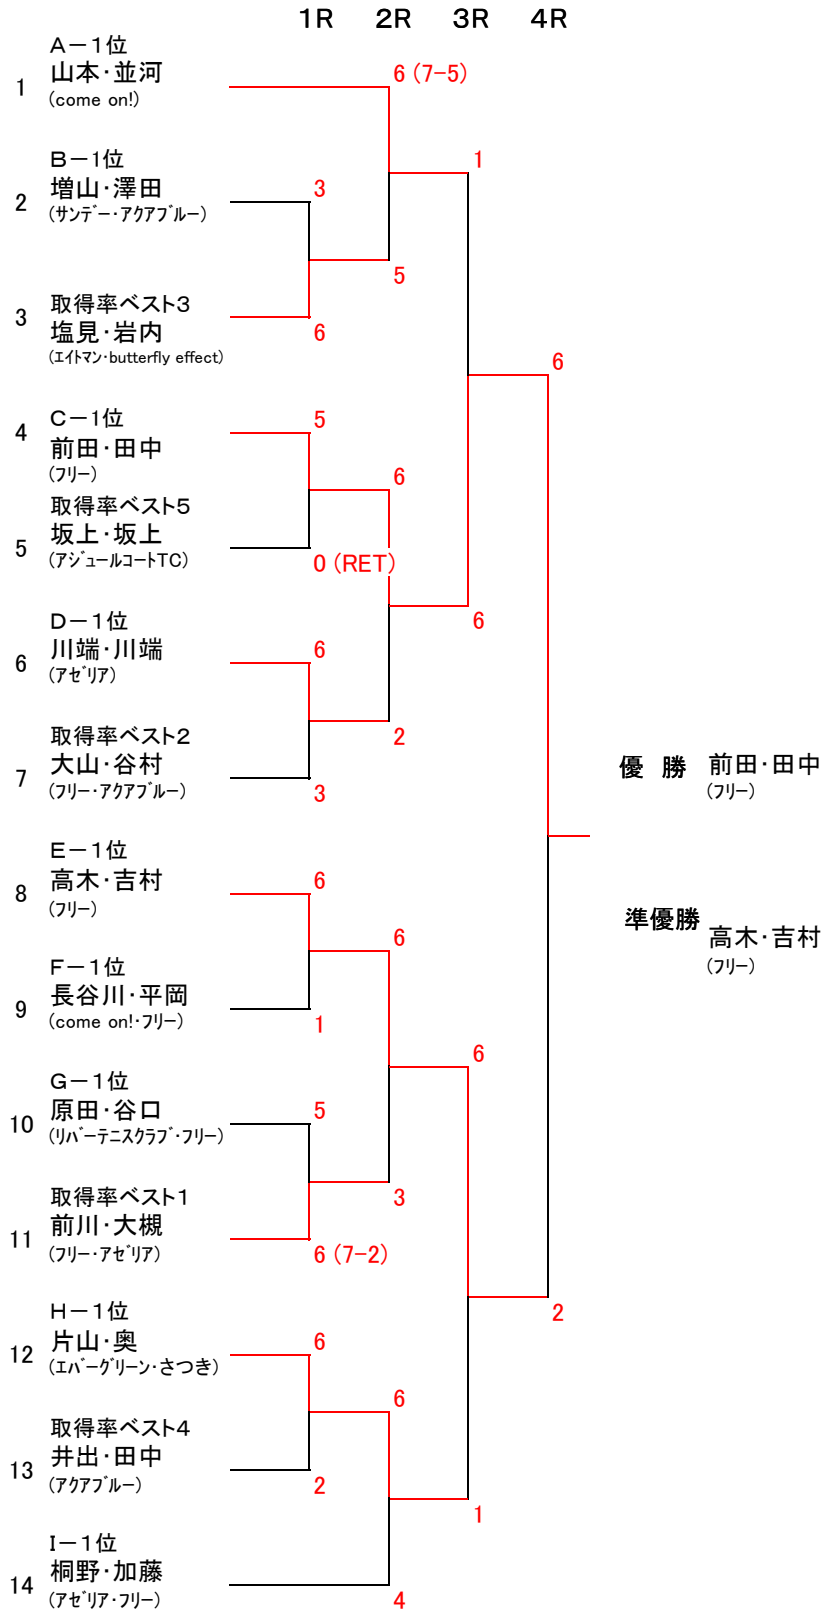 1R 2R 3R 4R
A－1位
1 山本･並河
(come on!)
6 (7-5)
B－1位
2 増山･澤田
(ｻﾝﾃﾞｰ･ｱｸｱﾌﾞﾙｰ)
3
1
5
取得率ベスト3
3 塩見･岩内
(ｴｲﾄﾏﾝ･butterfly effect)
6
6
C－1位
4 前田･田中
(ﾌﾘｰ)
5
6
取得率ベスト5
5 坂上･坂上
(ｱｼﾞｭｰﾙｺｰﾄTC)
0 (RET)
6
D－1位
6 川端･川端
(ｱｾﾞﾘｱ)
6
2
取得率ベスト2
7 大山･谷村
(ﾌﾘｰ･ｱｸｱﾌﾞﾙｰ)
3
優 勝 前田･田中
(ﾌﾘｰ)
E－1位
8 高木･吉村
(ﾌﾘｰ)
6
6
準優勝 高木･吉村
(ﾌﾘｰ)
F－1位
9 長谷川･平岡
(come on!･ﾌﾘｰ)
1
6
G－1位
10 原田･谷口
(ﾘﾊﾞｰﾃﾆｽｸﾗﾌﾞ･ﾌﾘｰ)
5
3
取得率ベスト1
11 前川･大槻
(ﾌﾘｰ･ｱｾﾞﾘｱ)
6 (7-2)
2
H－1位
12 片山･奥
(ｴﾊﾞｰｸﾞﾘｰﾝ･さつき)
6
6
取得率ベスト4
13 井出･田中
(ｱｸｱﾌﾞﾙｰ)
2
1
I－1位
14 桐野･加藤
(ｱｾﾞﾘｱ･ﾌﾘｰ)
4